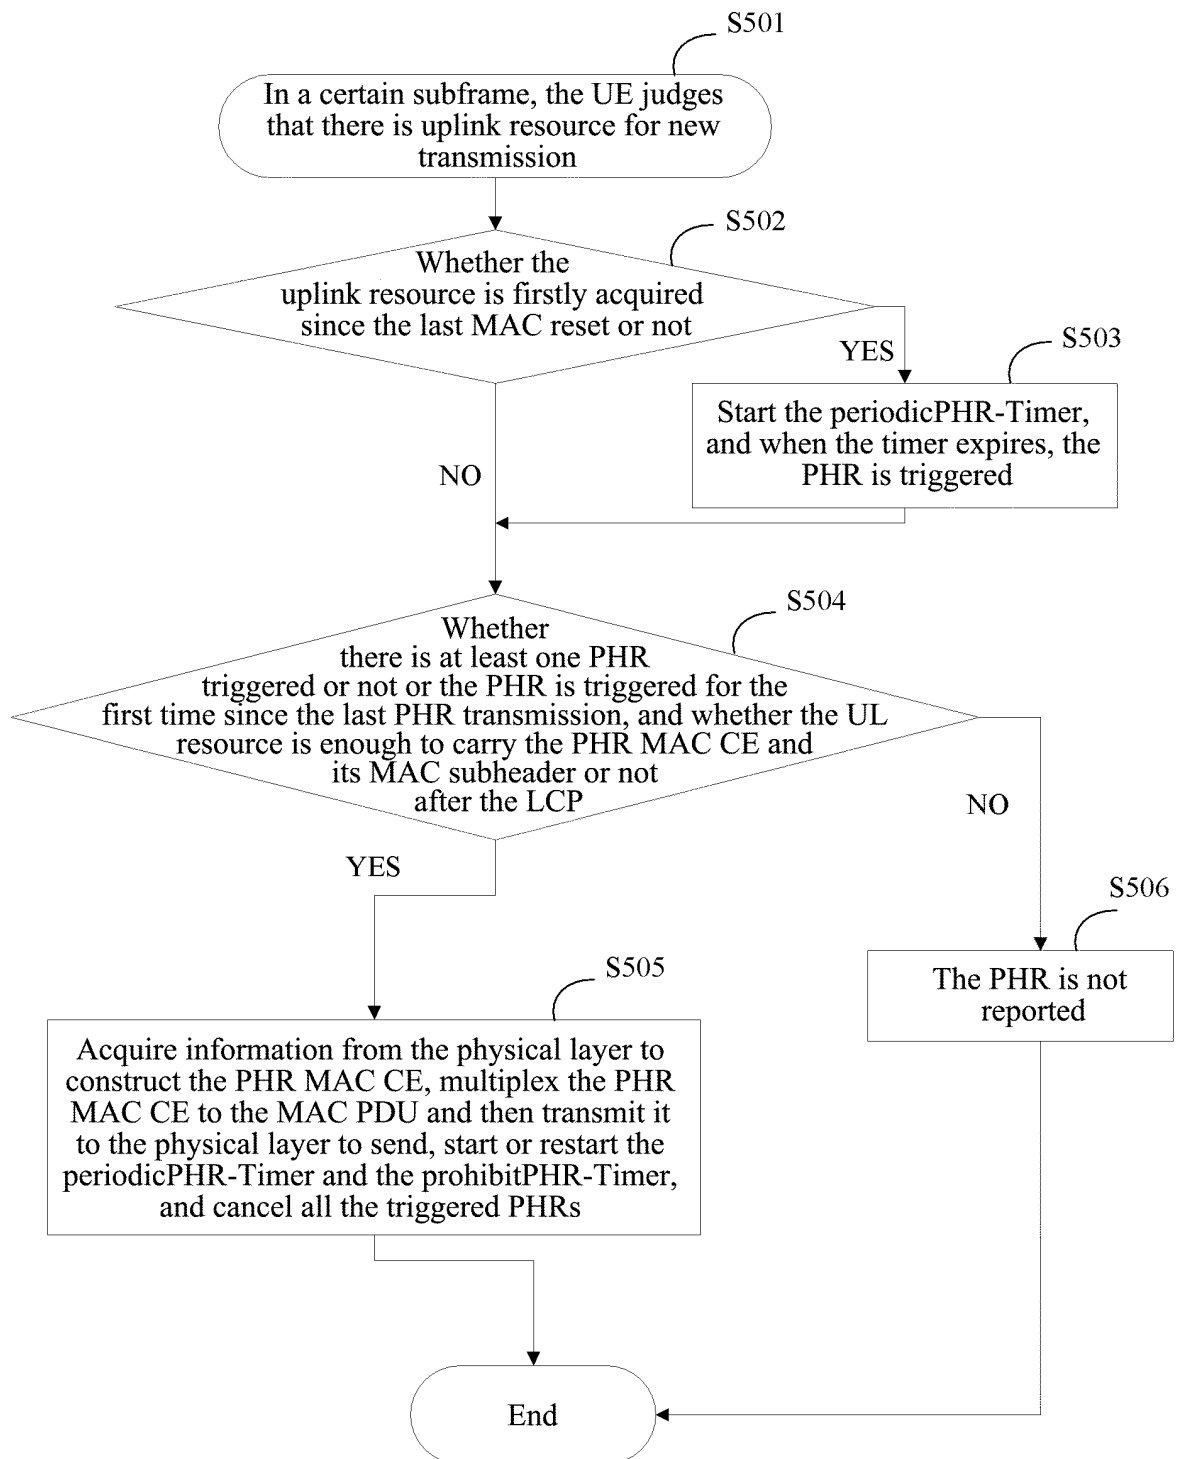 S501
In a certain subframe, the UE judges
that there is uplink resource for new
transmission
S502
Whether the
uplink resource is firstly acquired
since the last MAC reset or not
YES
S503
Start the periodicPHR-Timer,
and when the timer expires, the
PHR is triggered
NO
S504
Whether
there is at least one PHR
triggered or not or the PHR is triggered for the
first time since the last PHR transmission, and whether the UL
resource is enough to carry the PHR MAC CE and
its MAC subheader or not
after the LCP
NO
YES
S506
The PHR is not
reported
S505
Acquire information from the physical layer to
construct the PHR MAC CE, multiplex the PHR
MAC CE to the MAC PDU and then transmit it
to the physical layer to send, start or restart the
periodicPHR-Timer and the prohibitPHR-Timer,
and cancel all the triggered PHRs
End